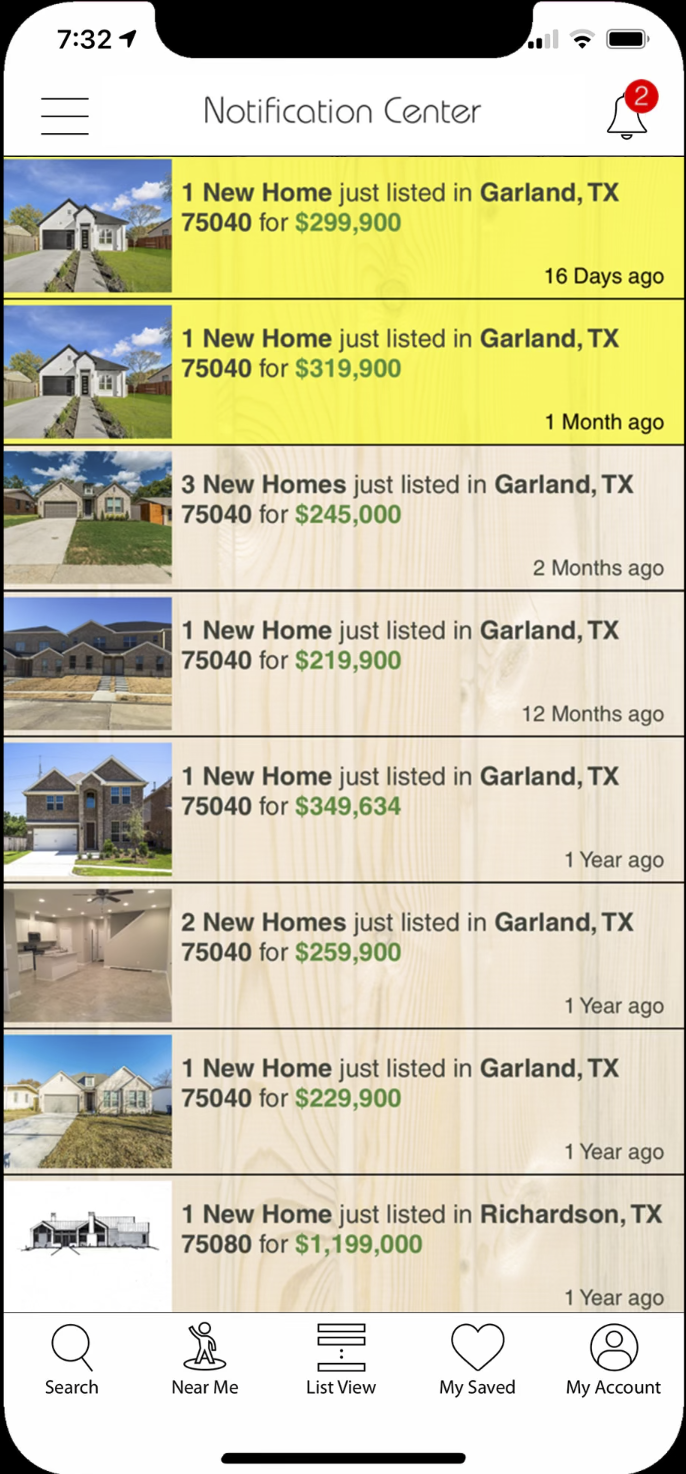 7:32
Notification Center
2
1 New Home just listed in Garland, TX
75040 for $299,900
16 Days ago
1 New Home just listed in Garland, TX
75040 for $319,900
1 Month ago
3 New Homes just listed in Garland, TX
75040 for $245,000
2 Months ago
1 New Home just listed in Garland, TX
75040 for $219,900
12 Months ago
1 New Home just listed in Garland, TX
75040 for $349,634
1 Year ago
2 New Homes just listed in Garland, TX
75040 for $259,900
1 Year ago
1 New Home just listed in Garland, TX
75040 for $229,900
1 Year ago
1 New Home just listed in Richardson, TX
75080 for $1,199,000
1 Year ago
Search Near Me List View My Saved My Account